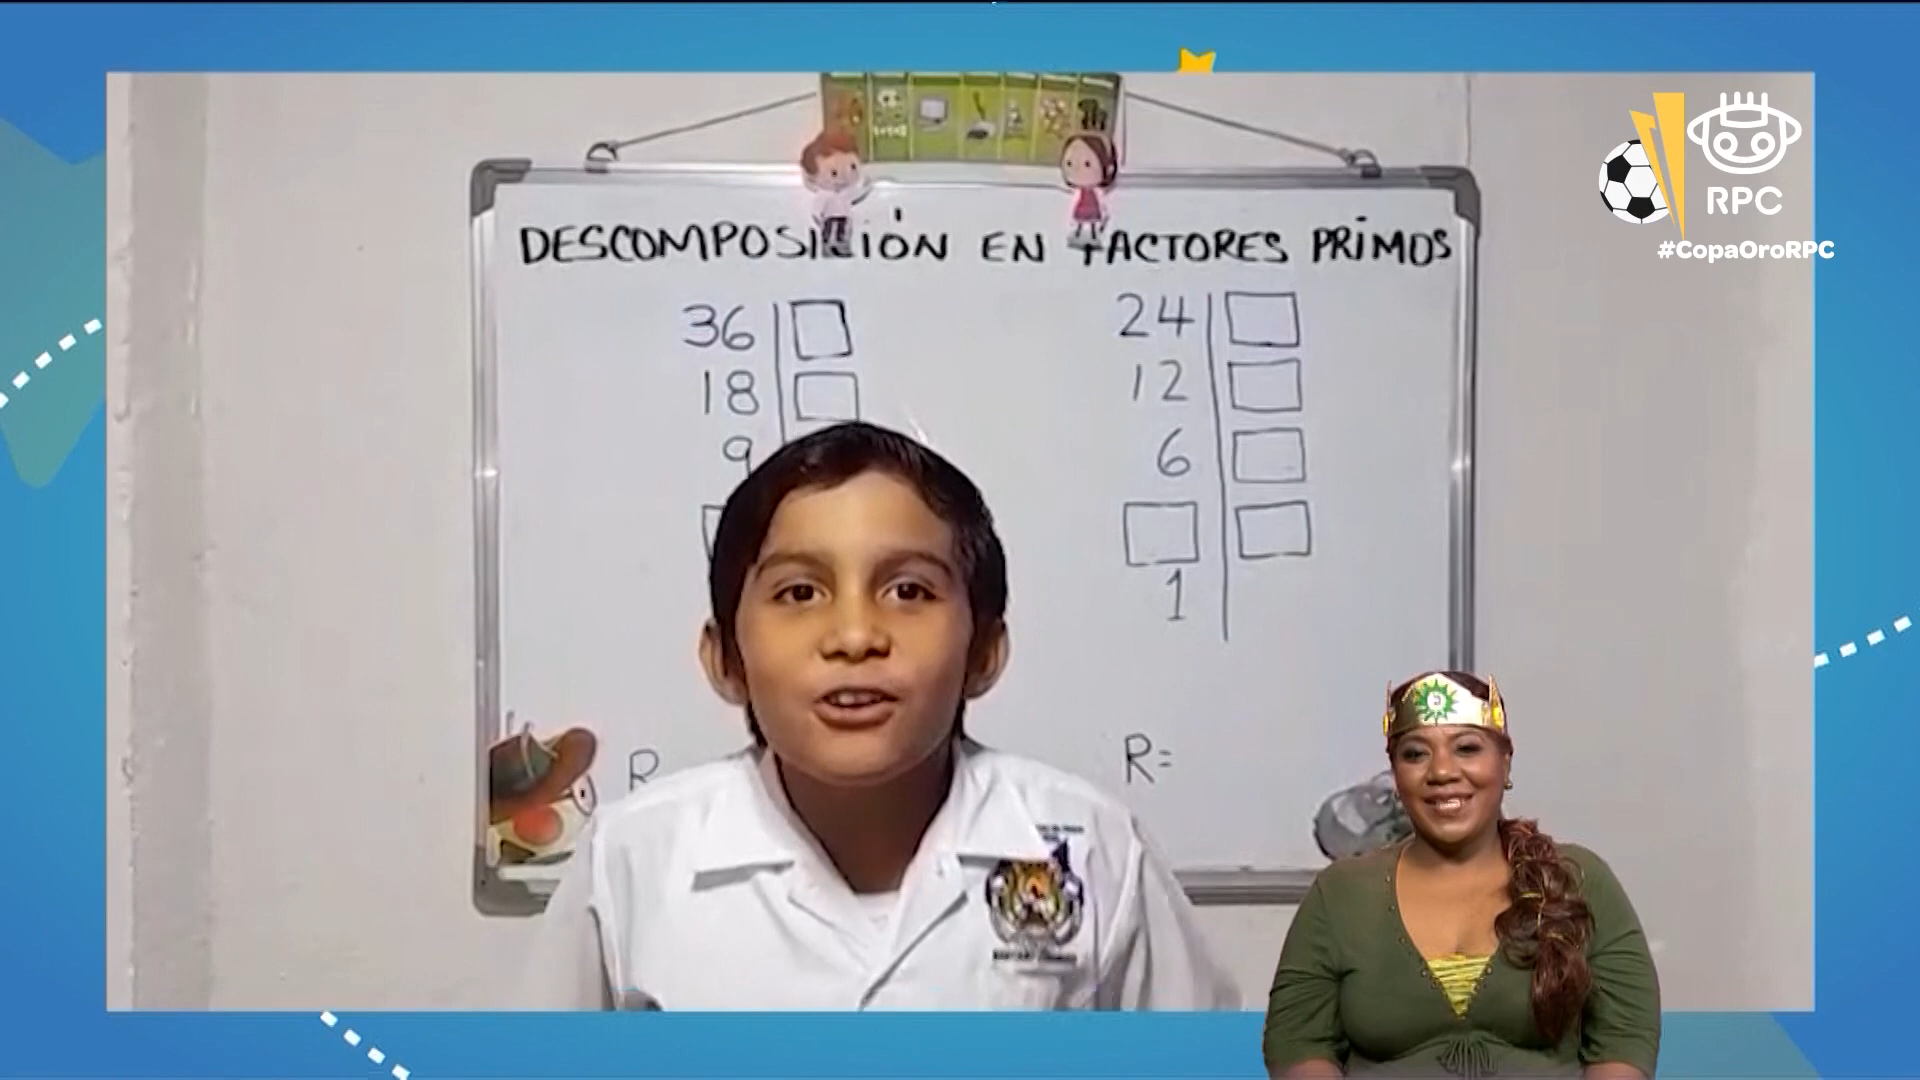 RPC
#CopaOroRPC
DESCOMPOSICIÓN EN FACTORES PRIMOS
36
24
18
12
9
6
1
R
R=